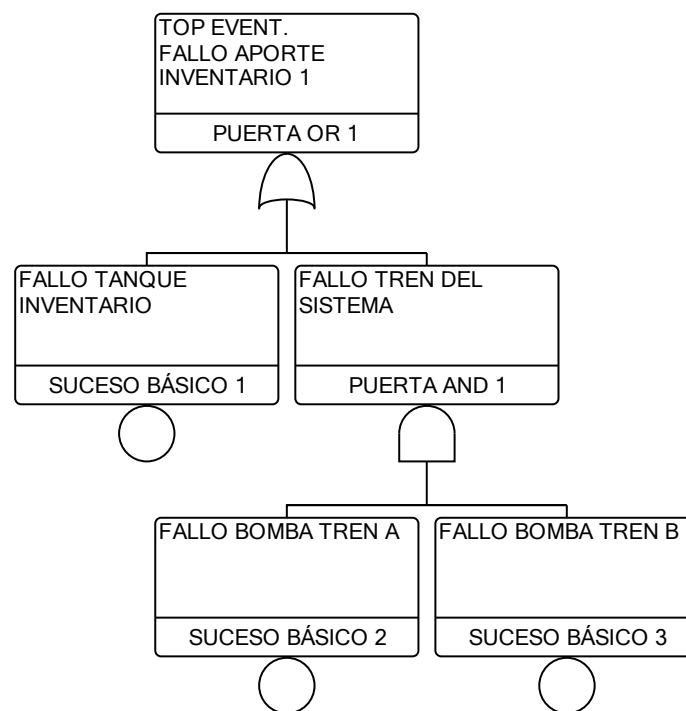 TOP EVENT.
FALLO APORTE
INVENTARIO 1
PUERTA OR 1
FALLO TANQUE
INVENTARIO
SUCESO BÁSICO 1
FALLO TREN DEL
SISTEMA
PUERTA AND 1
FALLO BOMBA TREN A
SUCESO BÁSICO 2
FALLO BOMBA TREN B
SUCESO BÁSICO 3